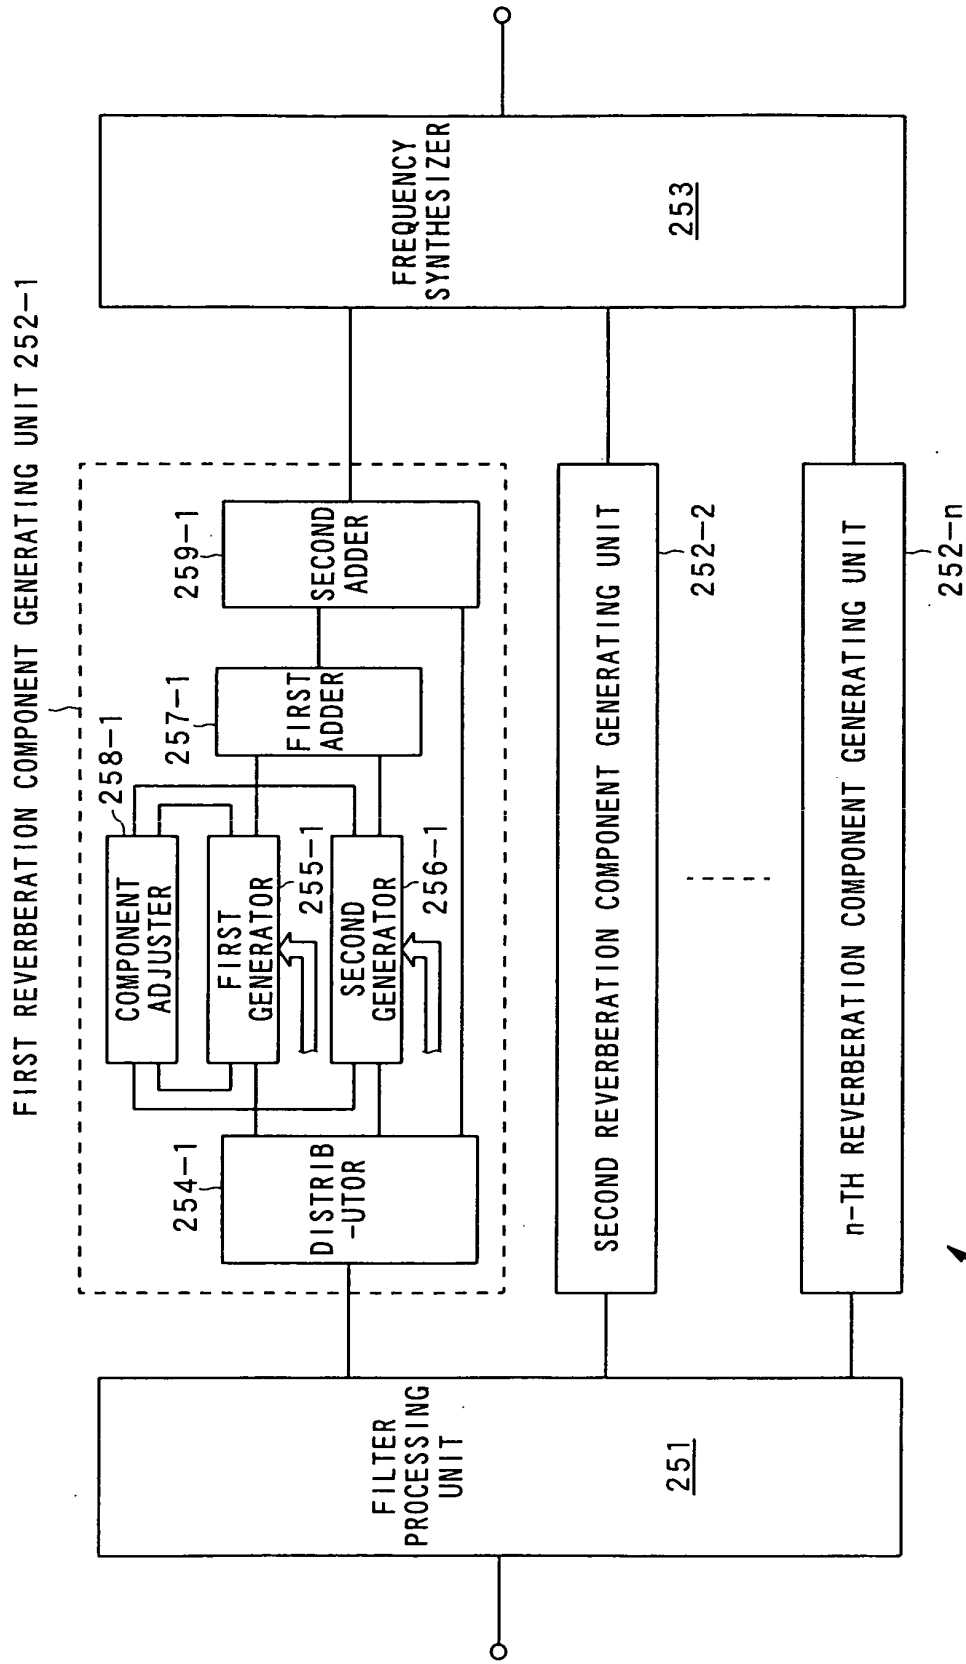 FIRST REVERBERATION COMPONENT GENERATING UNIT 252-1
FILTER
PROCESSING
UNIT
251
254-1
DISTRIB
-UTOR
258-1
COMPONENT
ADJUSTER
FIRST
GENERATOR
255-1
SECOND
GENERATOR
256-1
257-1
FIRST
ADDER
259-1
SECOND
ADDER
SECOND REVERBERATION COMPONENT GENERATING UNIT
252-2
n-TH REVERBERATION COMPONENT GENERATING UNIT
252-n
FREQUENCY
SYNTHESIZER
253